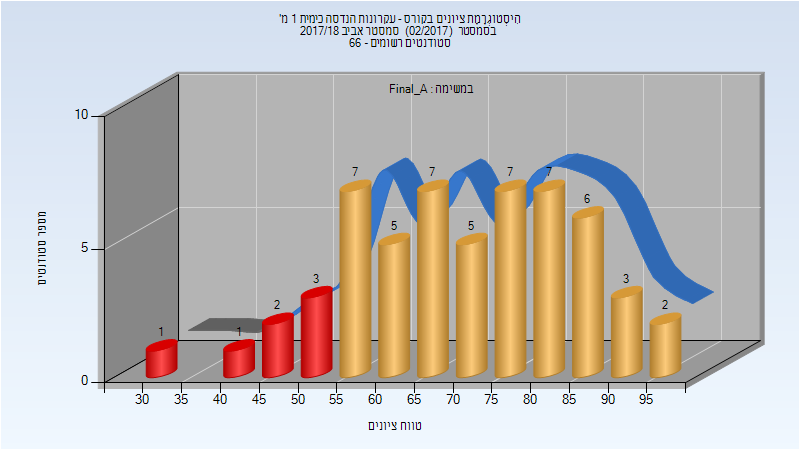 הִיסְטוֹגְרָמַת ציונים בקורס - עקרונות הנדסה כימית 1 מ'
בסמסטר (02/2017) סמסטר אביב 2017/18
סטודנטים רשומים - 66
במשימה : Final_A
מספר סטודנטים
10
5
0
1
1
2
3
7
5
7
5
7
7
6
3
2
30 35 40 45 50 55 60 65 70 75 80 85 90 95
טווח ציונים